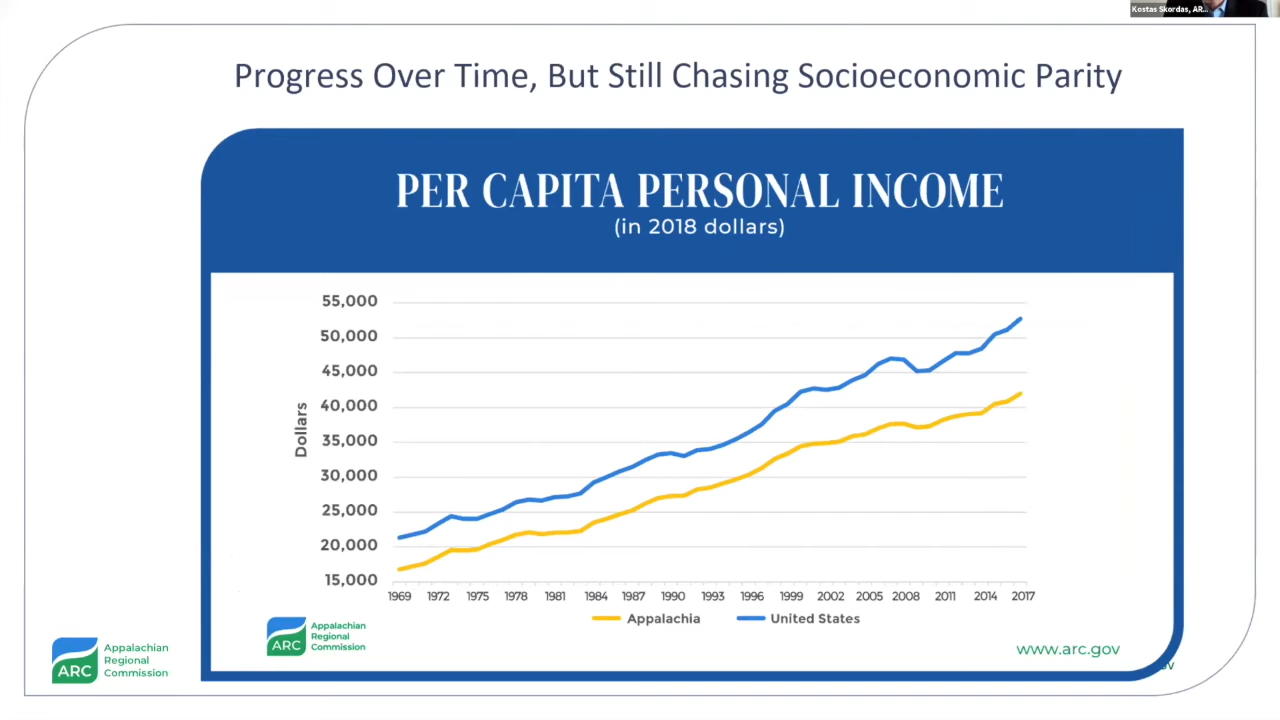 Kostas Skordas, AR...
Progress Over Time, But Still Chasing Socioeconomic Parity
PER CAPITA PERSONAL INCOME
(in 2018 dollars)
55,000
50,000
45,000
40,000
35,000
30,000
25,000
20,000
15,000
Dollars
1969 1972 1975 1978 1981 1984 1987 1990 1993 1996 1999 2002 2005 2008 2011 2014 2017
Appalachia United States
ARC
Appalachian
Regional
Commission
www.arc.gov
ARC
Appalachian
Regional
Commission